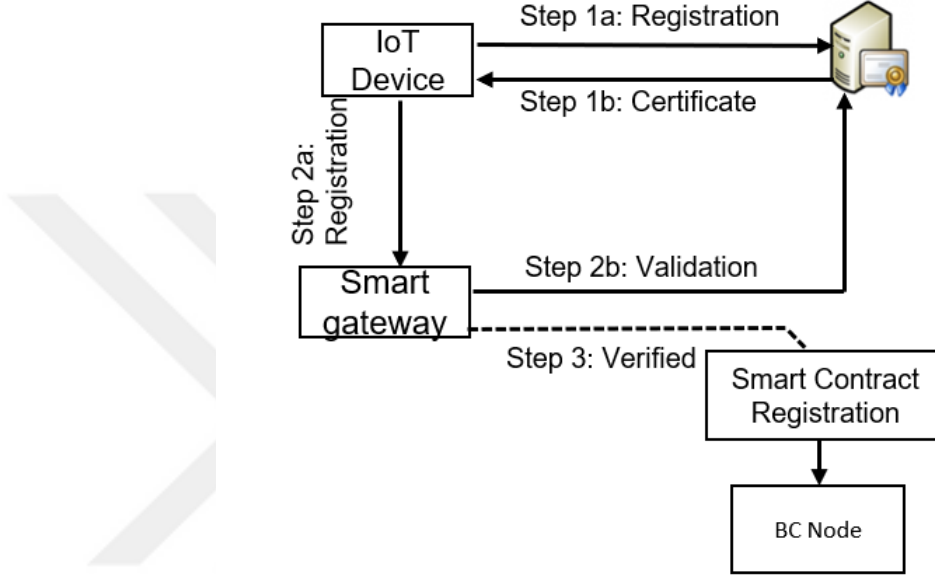 Step 1a: Registration
IoT
Device
Step 1b: Certificate
Step 2a:
Registration
Smart
gateway
Step 2b: Validation
Step 3: Verified
Smart Contract
Registration
BC Node